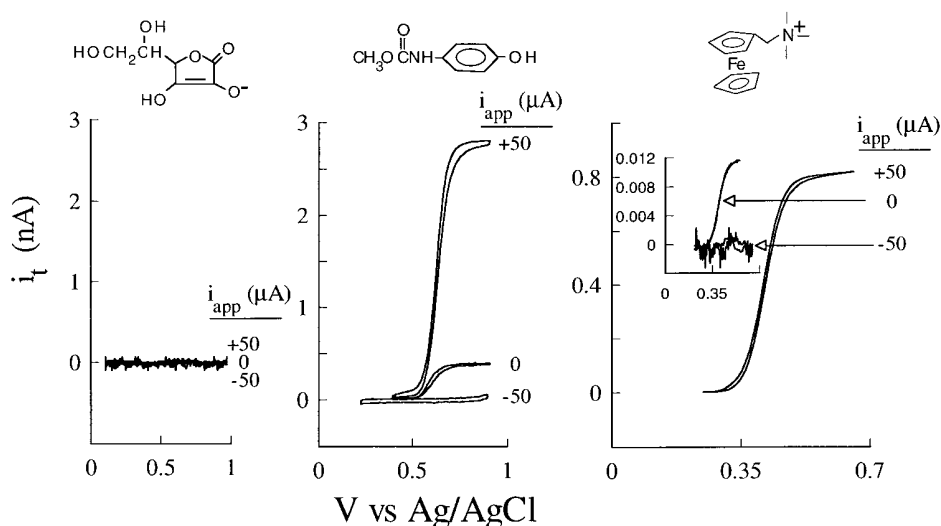 OH
HO-CH₂CH
O
O
HO
O⁻
CH₃OCNH
O
OH
N⁺
Fe
i_t (nA)
3
2
1
0
i_app (µA)
+50
0
-50
0
0.5
1
i_app (µA)
+50
0
-50
3
2
1
0
0
0.5
1
i_app (µA)
+50
0
-50
0.8
0.4
0
0.012
0.008
0.004
0
0
0.35
0
0.35
0.7
V vs Ag/AgCl